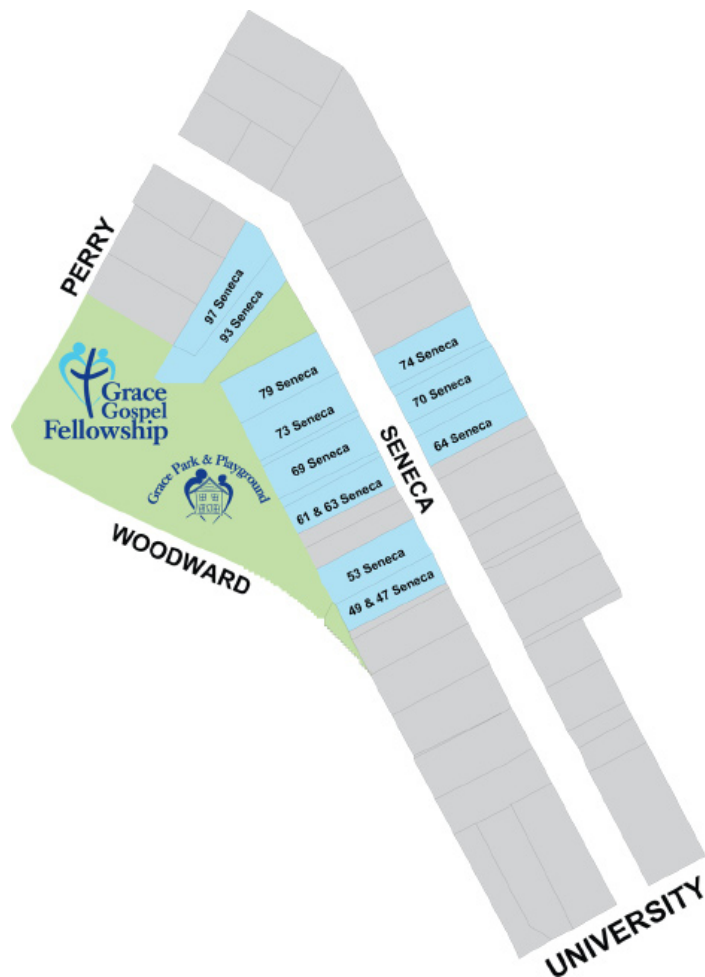 PERRY
97 Seneca
93 Seneca
Grace
Gospel
Fellowship
79 Seneca
74 Seneca
73 Seneca
70 Seneca
69 Seneca
64 Seneca
SENECA
Grace Park & Playground
61 & 63 Seneca
WOODWARD
53 Seneca
49 & 47 Seneca
UNIVERSITY